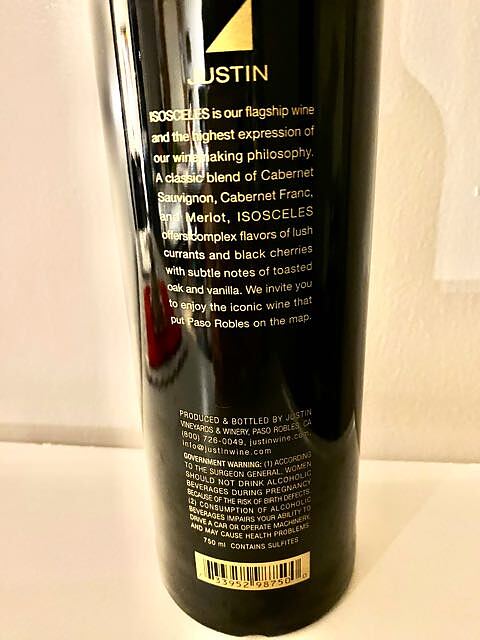 JUSTIN
ISOSCELES is our flagship wine
and the highest expression of
our winemaking philosophy.
A classic blend of Cabernet
Sauvignon, Cabernet Franc,
and Merlot, ISOSCELES
offers complex flavors of lush
currants and black cherries
with subtle notes of toasted
oak and vanilla. We invite you
to enjoy the iconic wine that
put Paso Robles on the map.
PRODUCED & BOTTLED BY JUSTIN
VINEYARDS & WINERY, PASO ROBLES, CA
(800) 726-0049, justinwine.com,
info@justinwine.com
GOVERNMENT WARNING: (1) ACCORDING
TO THE SURGEON GENERAL, WOMEN
SHOULD NOT DRINK ALCOHOLIC
BEVERAGES DURING PREGNANCY
BECAUSE OF THE RISK OF BIRTH DEFECTS.
(2) CONSUMPTION OF ALCOHOLIC
BEVERAGES IMPAIRS YOUR ABILITY TO
DRIVE A CAR OR OPERATE MACHINERY,
AND MAY CAUSE HEALTH PROBLEMS.
750 ml CONTAINS SULFITES
33952 98750 0